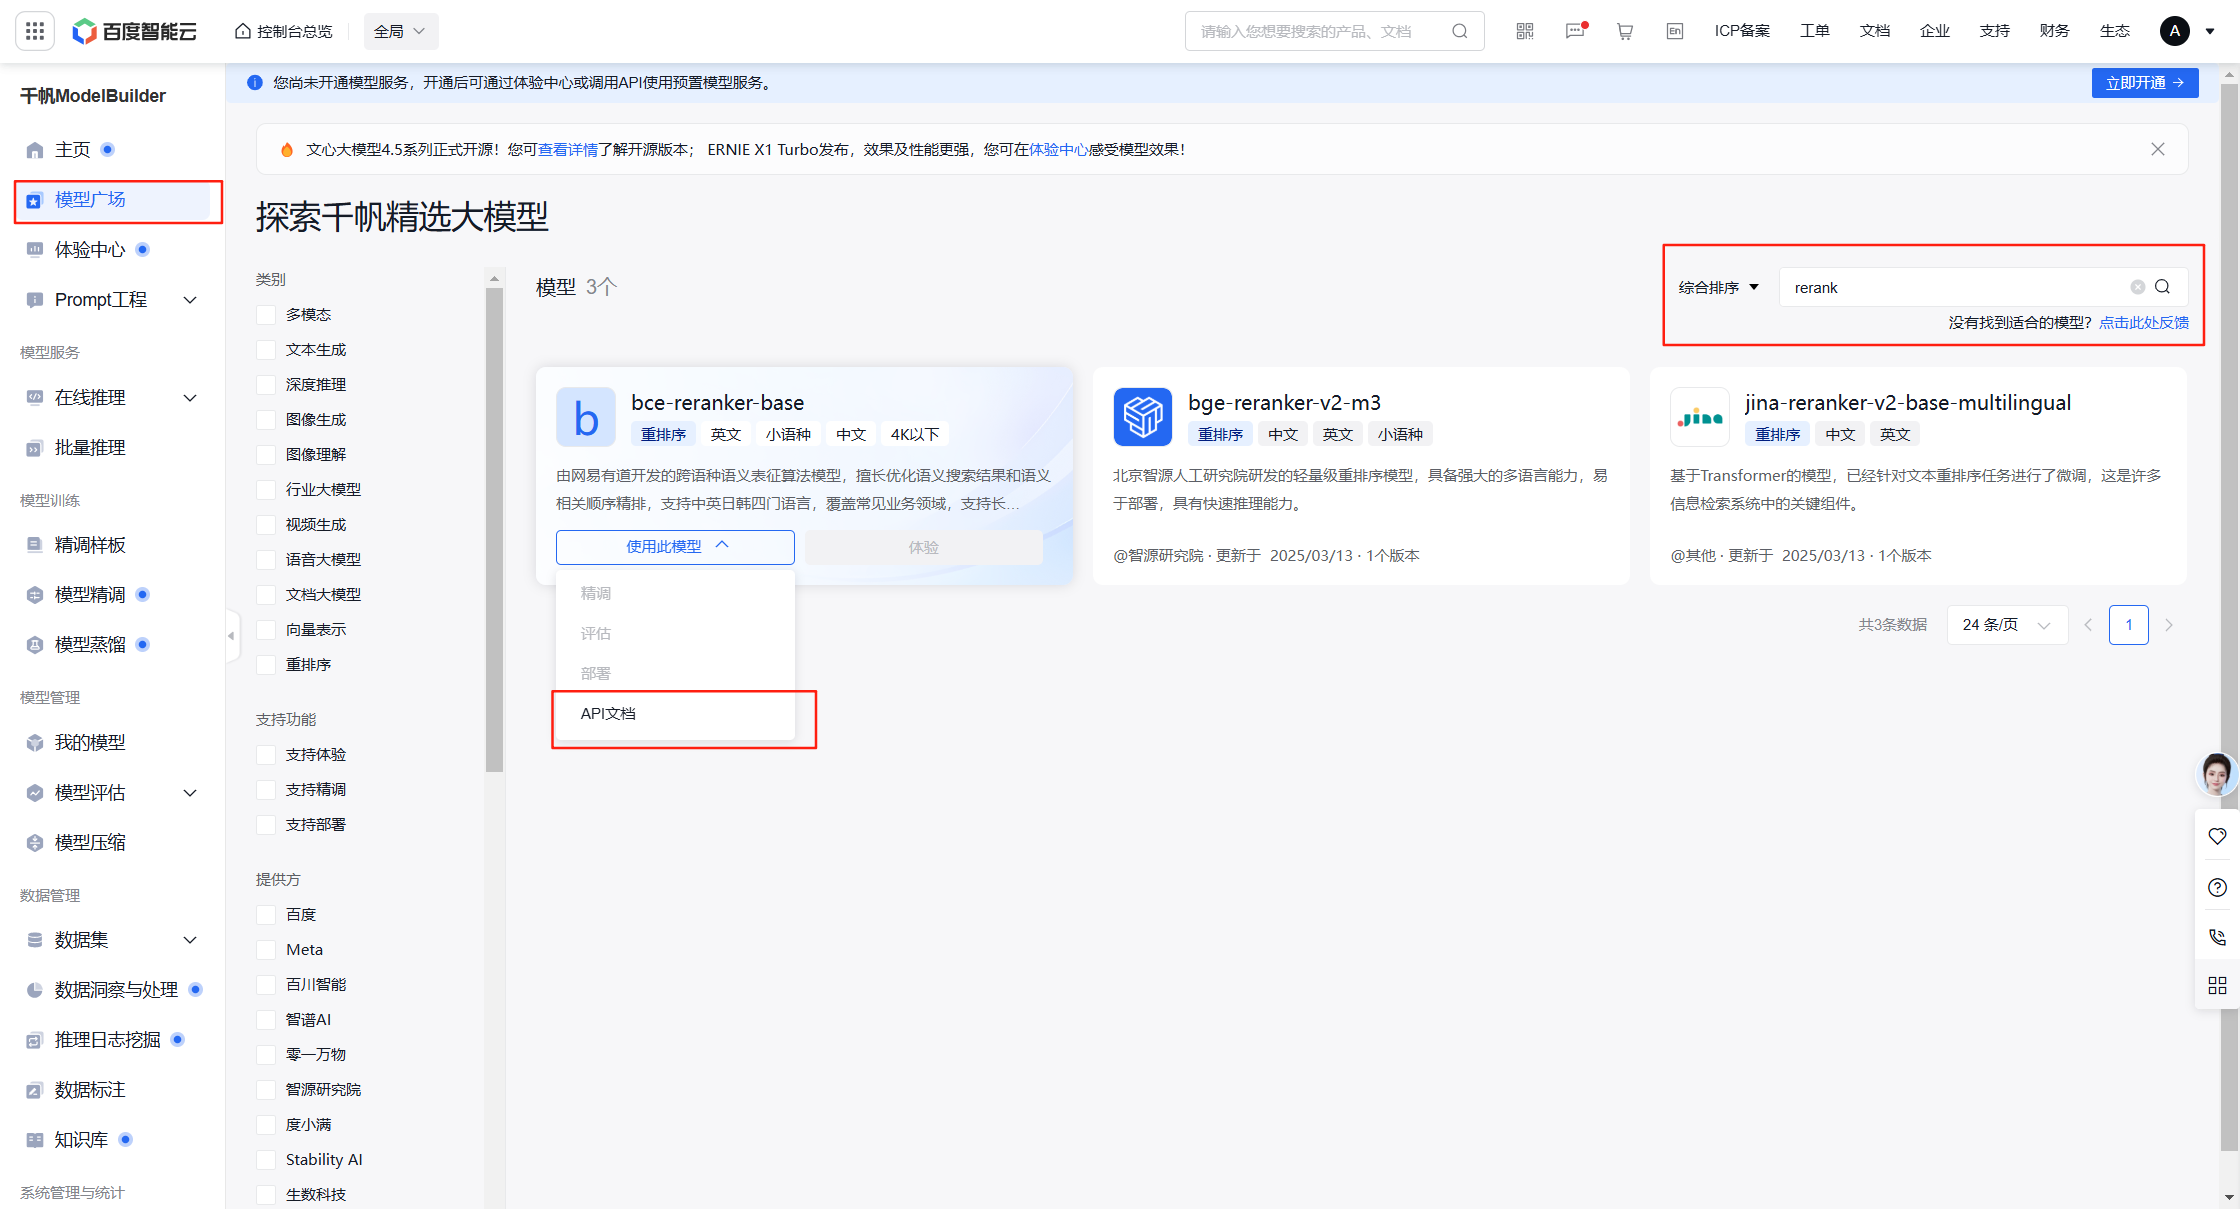 百度智能云
控制台总览
全局
请输入您想要搜索的产品、文档
En
ICP备案
工单
文档
企业
支持
财务
生态
A
千帆ModelBuilder
主页
模型广场
体验中心
Prompt工程
模型服务
在线推理
批量推理
模型训练
精调样板
模型精调
模型蒸馏
模型管理
我的模型
模型评估
模型压缩
数据管理
数据集
数据洞察与处理
推理日志挖掘
数据标注
知识库
系统管理与统计
您尚未开通模型服务，开通后可通过体验中心或调用API使用预置模型服务。
立即开通
文心大模型4.5系列正式开源！您可查看详情了解开源版本； ERNIE X1 Turbo发布，效果及性能更强，您可在体验中心感受模型效果！
探索千帆精选大模型
类别
多模态
文本生成
深度推理
图像生成
图像理解
行业大模型
视频生成
语音大模型
文档大模型
向量表示
重排序
支持功能
支持体验
支持精调
支持部署
提供方
百度
Meta
百川智能
智谱AI
零一万物
智源研究院
度小满
Stability AI
生数科技
模型 3个
综合排序
rerank
没有找到适合的模型？点击此处反馈
b
bce-reranker-base
重排序 英文 小语种 中文 4K以下
由网易有道开发的跨语种语义表征算法模型，擅长优化语义搜索结果和语义
相关顺序精排，支持中英日韩四门语言，覆盖常见业务领域，支持长...
使用此模型
体验
精调
评估
部署
API文档
bge-reranker-v2-m3
重排序 中文 英文 小语种
北京智源人工研究院研发的轻量级重排序模型，具备强大的多语言能力，易
于部署，具有快速推理能力。
@智源研究院 · 更新于 2025/03/13 · 1个版本
jina
jina-reranker-v2-base-multilingual
重排序 中文 英文
基于Transformer的模型，已经针对文本重排序任务进行了微调，这是许多
信息检索系统中的关键组件。
@其他 · 更新于 2025/03/13 · 1个版本
共3条数据
24 条/页
1